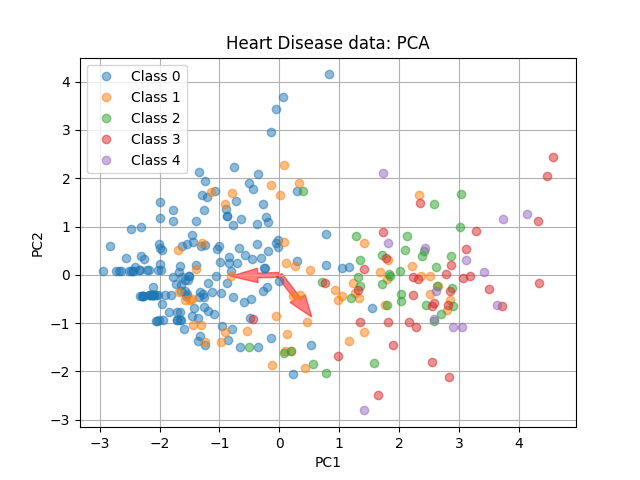 Heart Disease data: PCA
Class 0
Class 1
Class 2
Class 3
Class 4
4
3
2
1
0
−1
−2
−3
PC2
−3 −2 −1 0 1 2 3 4
PC1